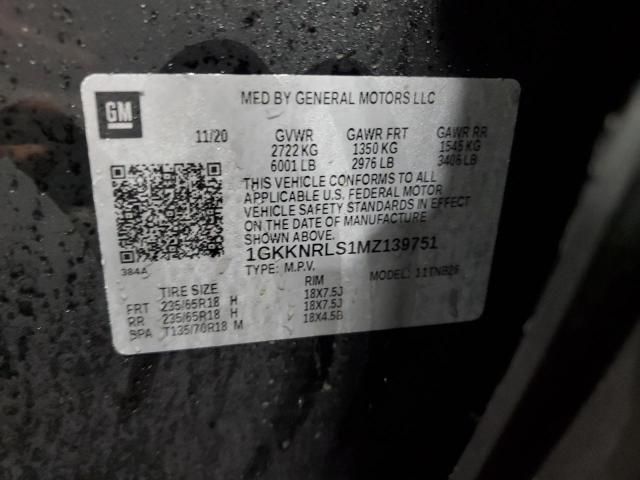 GM
MFD BY GENERAL MOTORS LLC
11/20 GVWR GAWR FRT GAWR RR
2722 KG 1350 KG 1545 KG
6001 LB 2976 LB 3406 LB
THIS VEHICLE CONFORMS TO ALL
APPLICABLE U.S. FEDERAL MOTOR
VEHICLE SAFETY STANDARDS IN EFFECT
ON THE DATE OF MANUFACTURE
SHOWN ABOVE.
1GKKNRLS1MZ139751
384A TYPE: M.P.V. MODEL: 11TNB26
TIRE SIZE RIM
FRT 235/65R18 H 18X7.5J
RR 235/65R18 H 18X7.5J
SPA T135/70R18 M 18X4.5B